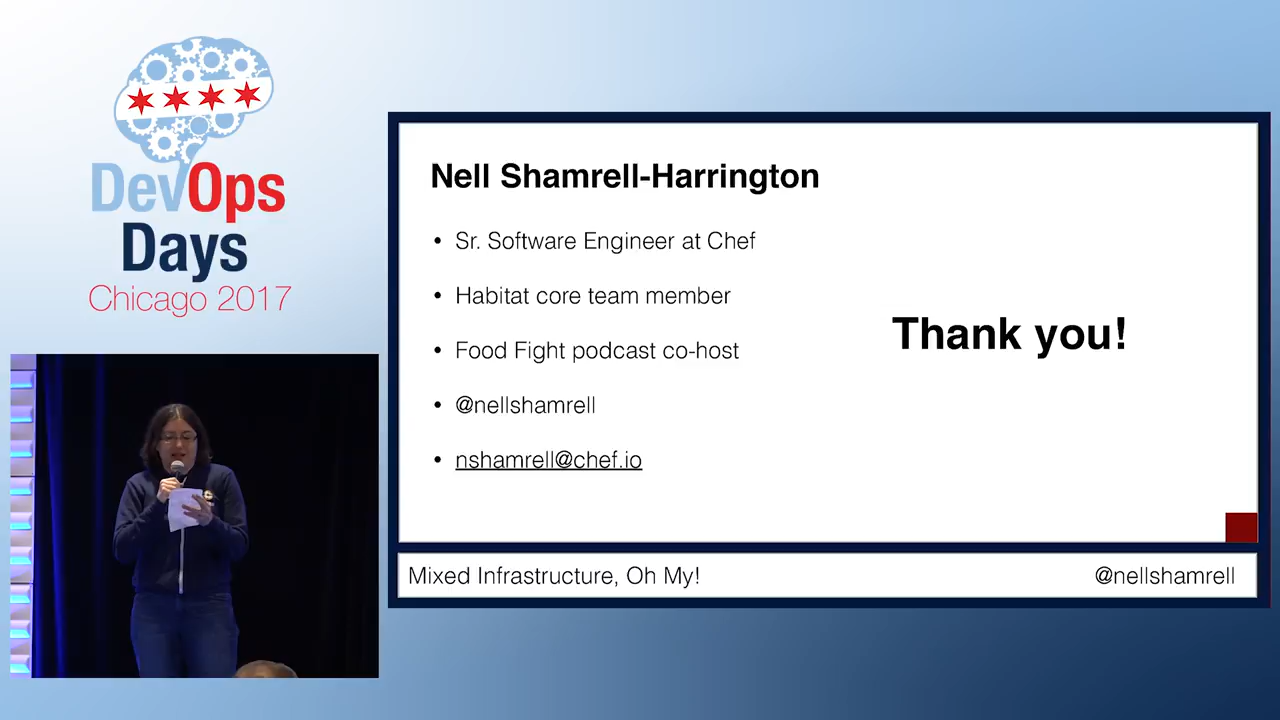 DevOps
Days
Chicago 2017
Nell Shamrell-Harrington
• Sr. Software Engineer at Chef
• Habitat core team member
• Food Fight podcast co-host
• @nellshamrell
• nshamrell@chef.io
Thank you!
Mixed Infrastructure, Oh My!
@nellshamrell